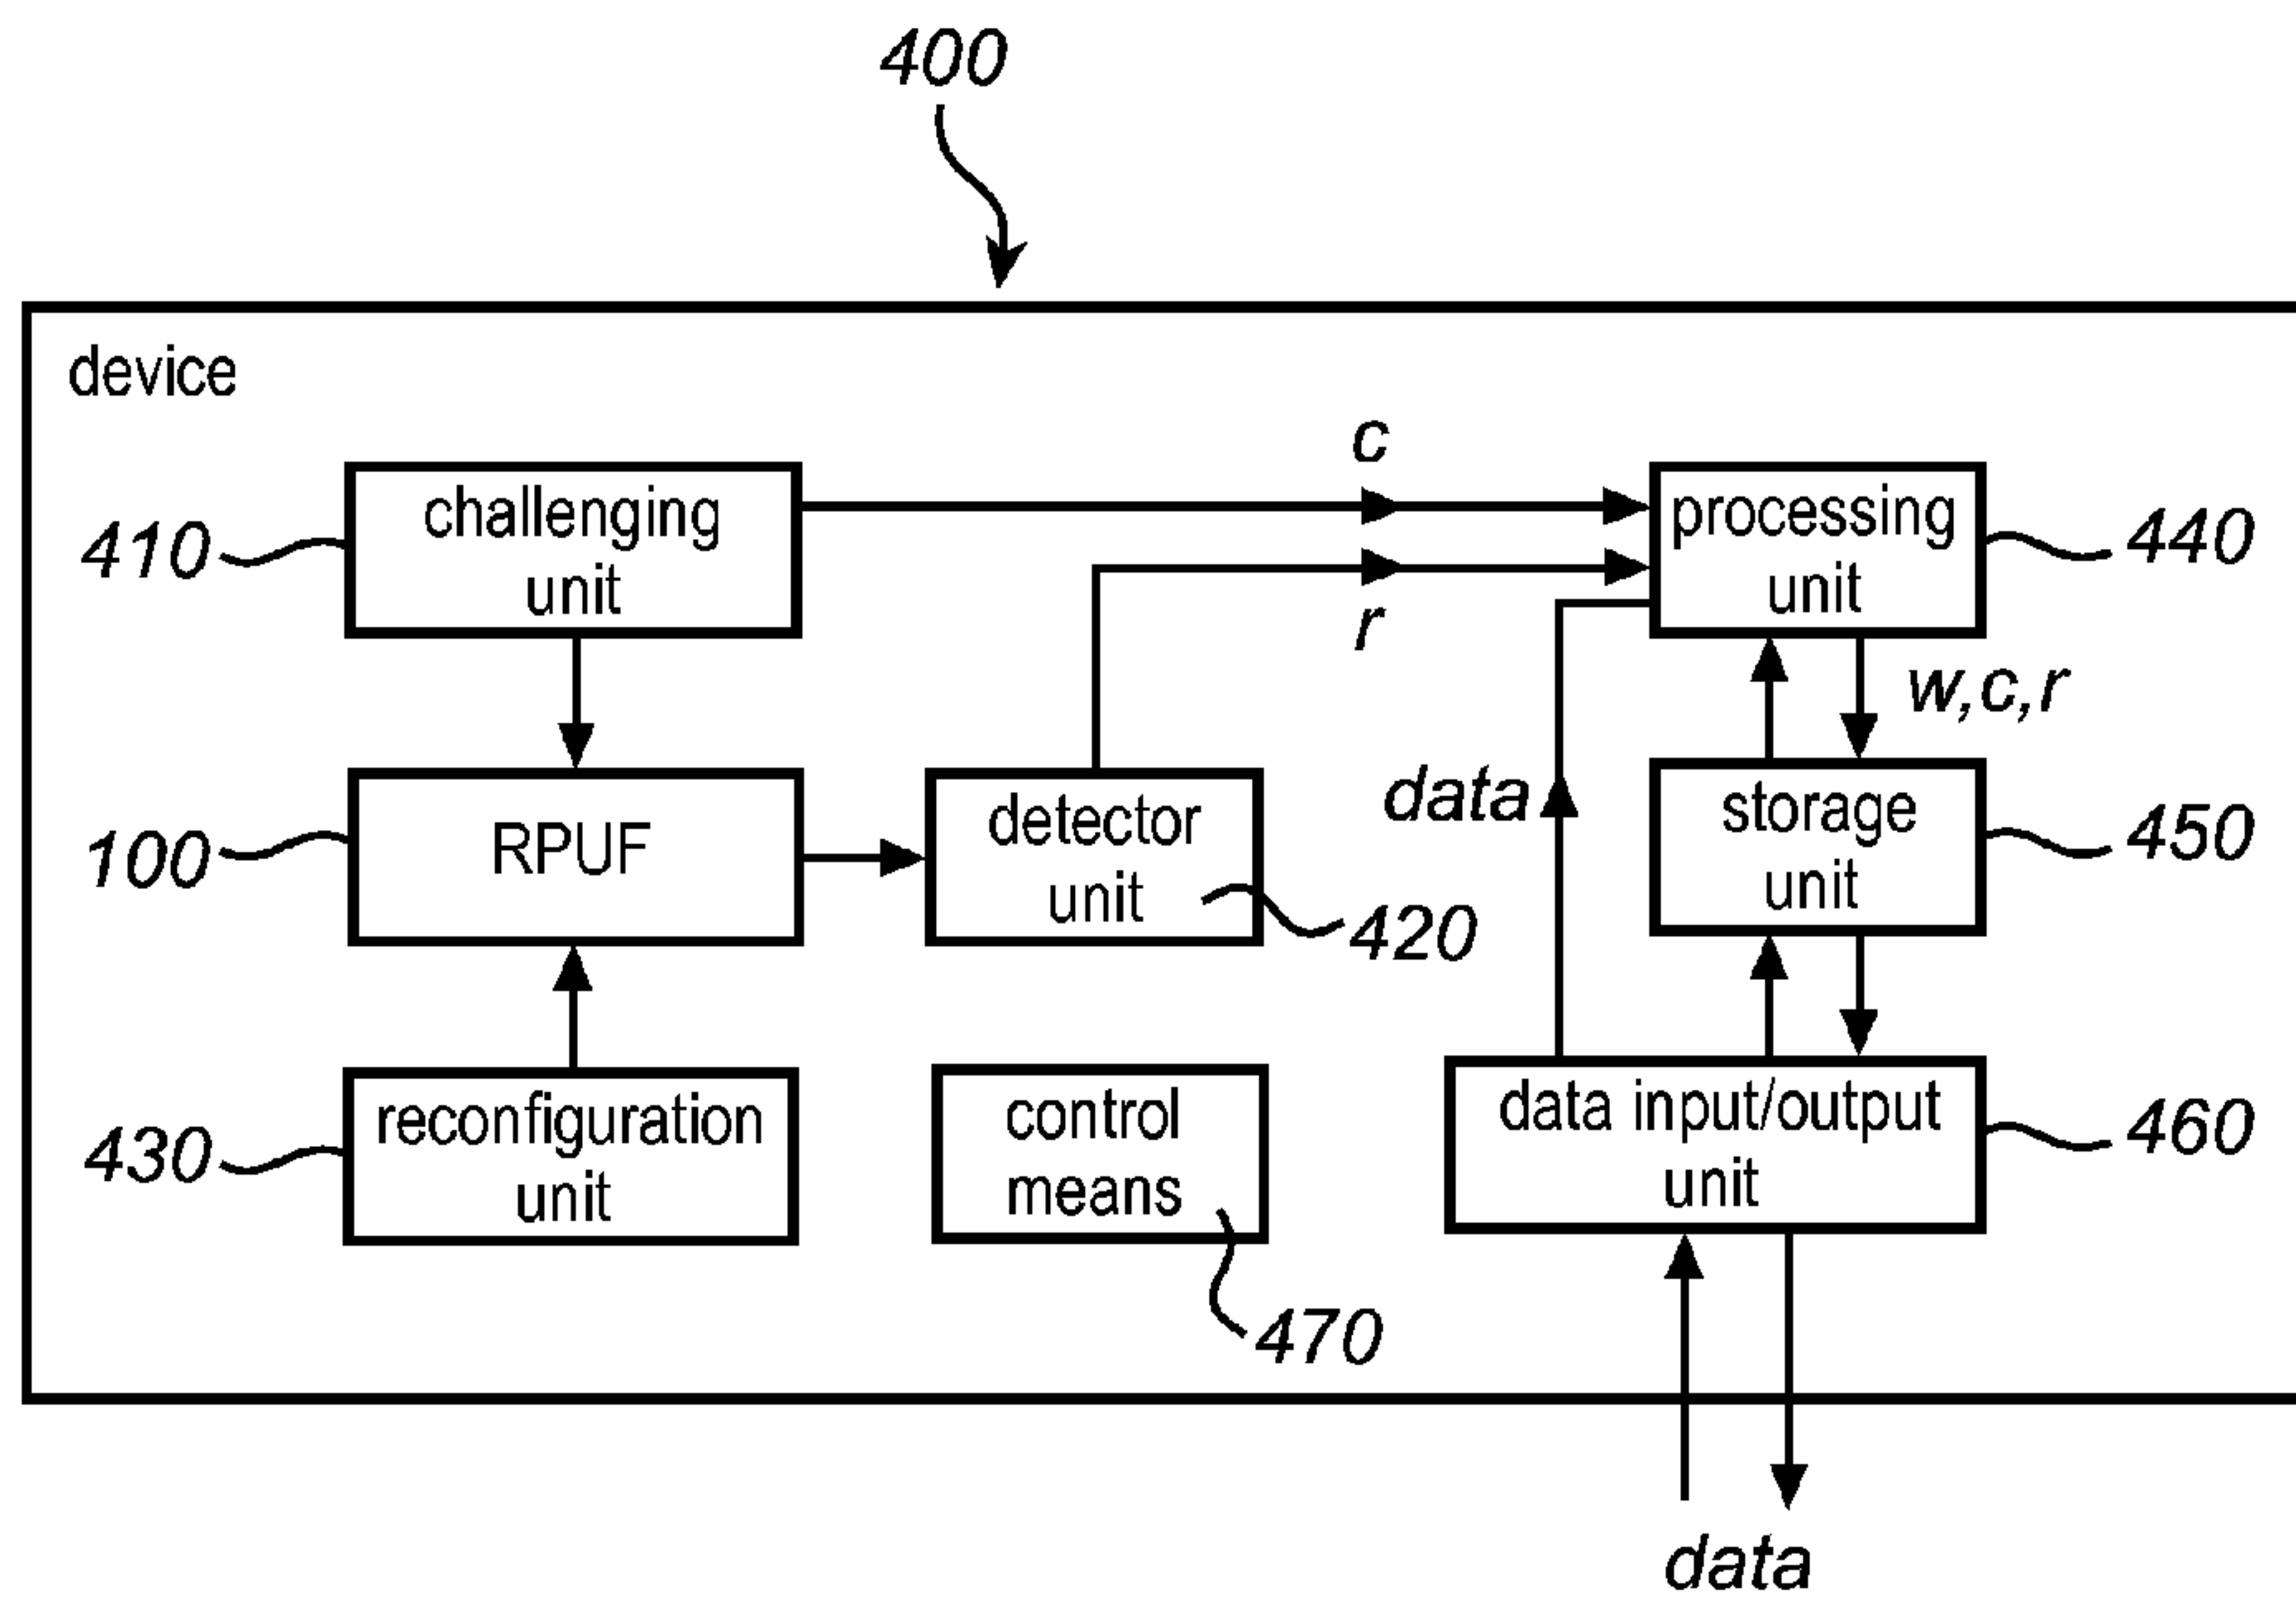 400
device
c
challenging
unit
410
processing
unit
440
r
w,c,r
data
RPUF
100
detector
unit
420
storage
unit
450
reconfiguration
unit
430
control
means
470
data input/output
unit
460
data